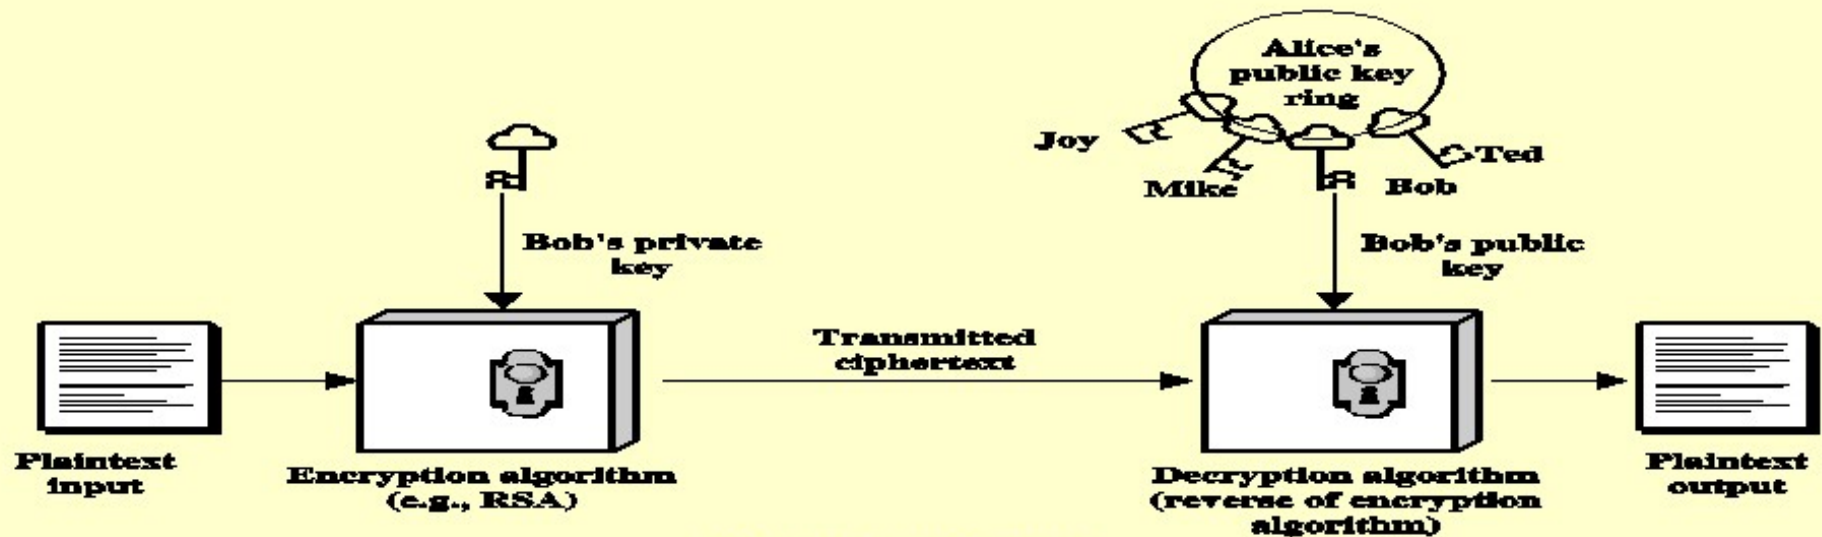 Alice's
public key
ring
Joy
Mike
Bob
Ted
Bob's private
key
Bob's public
key
Transmitted
ciphertext
Plaintext
input
Encryption algorithm
(e.g., RSA)
Decryption algorithm
(reverse of encryption
algorithm)
Plaintext
output